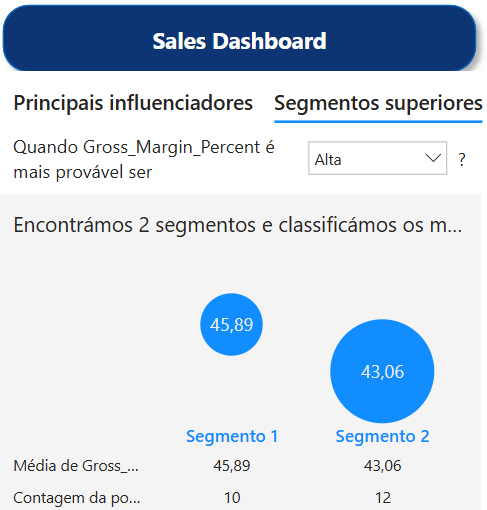 Sales Dashboard
Principais influenciadores Segmentos superiores
Quando Gross_Margin_Percent é
mais provável ser
Alta
?
Encontrámos 2 segmentos e classificámos os m...
45,89
43,06
Segmento 1 Segmento 2
Média de Gross_... 45,89 43,06
Contagem da po... 10 12